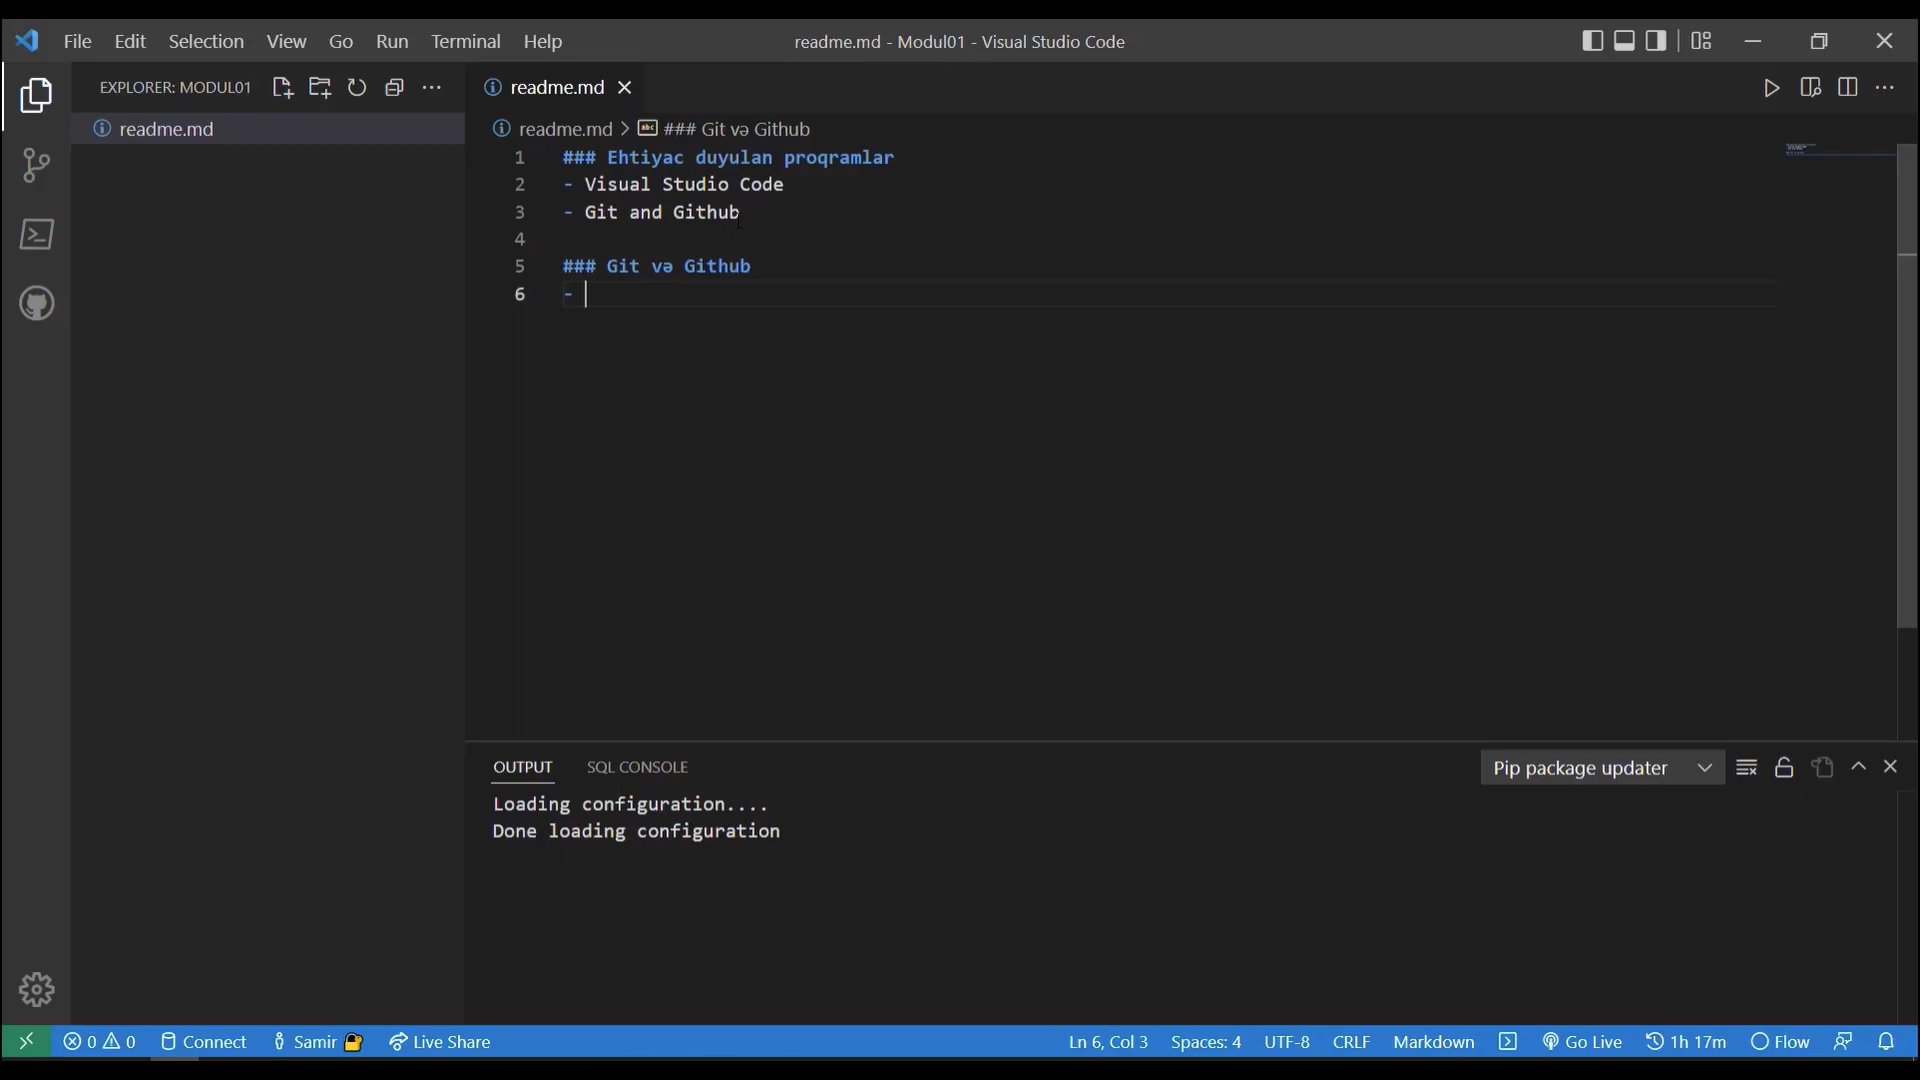 File Edit Selection View Go Run Terminal Help readme.md - Modul01 - Visual Studio Code
EXPLORER: MODUL01
readme.md
readme.md
readme.md > ### Git və Github
1 ### Ehtiyac duyulan proqramlar
2 - Visual Studio Code
3 - Git and Github
4
5 ### Git və Github
6 -
OUTPUT SQL CONSOLE Pip package updater
Loading configuration....
Done loading configuration
0 0 Connect Samir Live Share Ln 6, Col 3 Spaces: 4 UTF-8 CRLF Markdown Go Live 1h 17m Flow